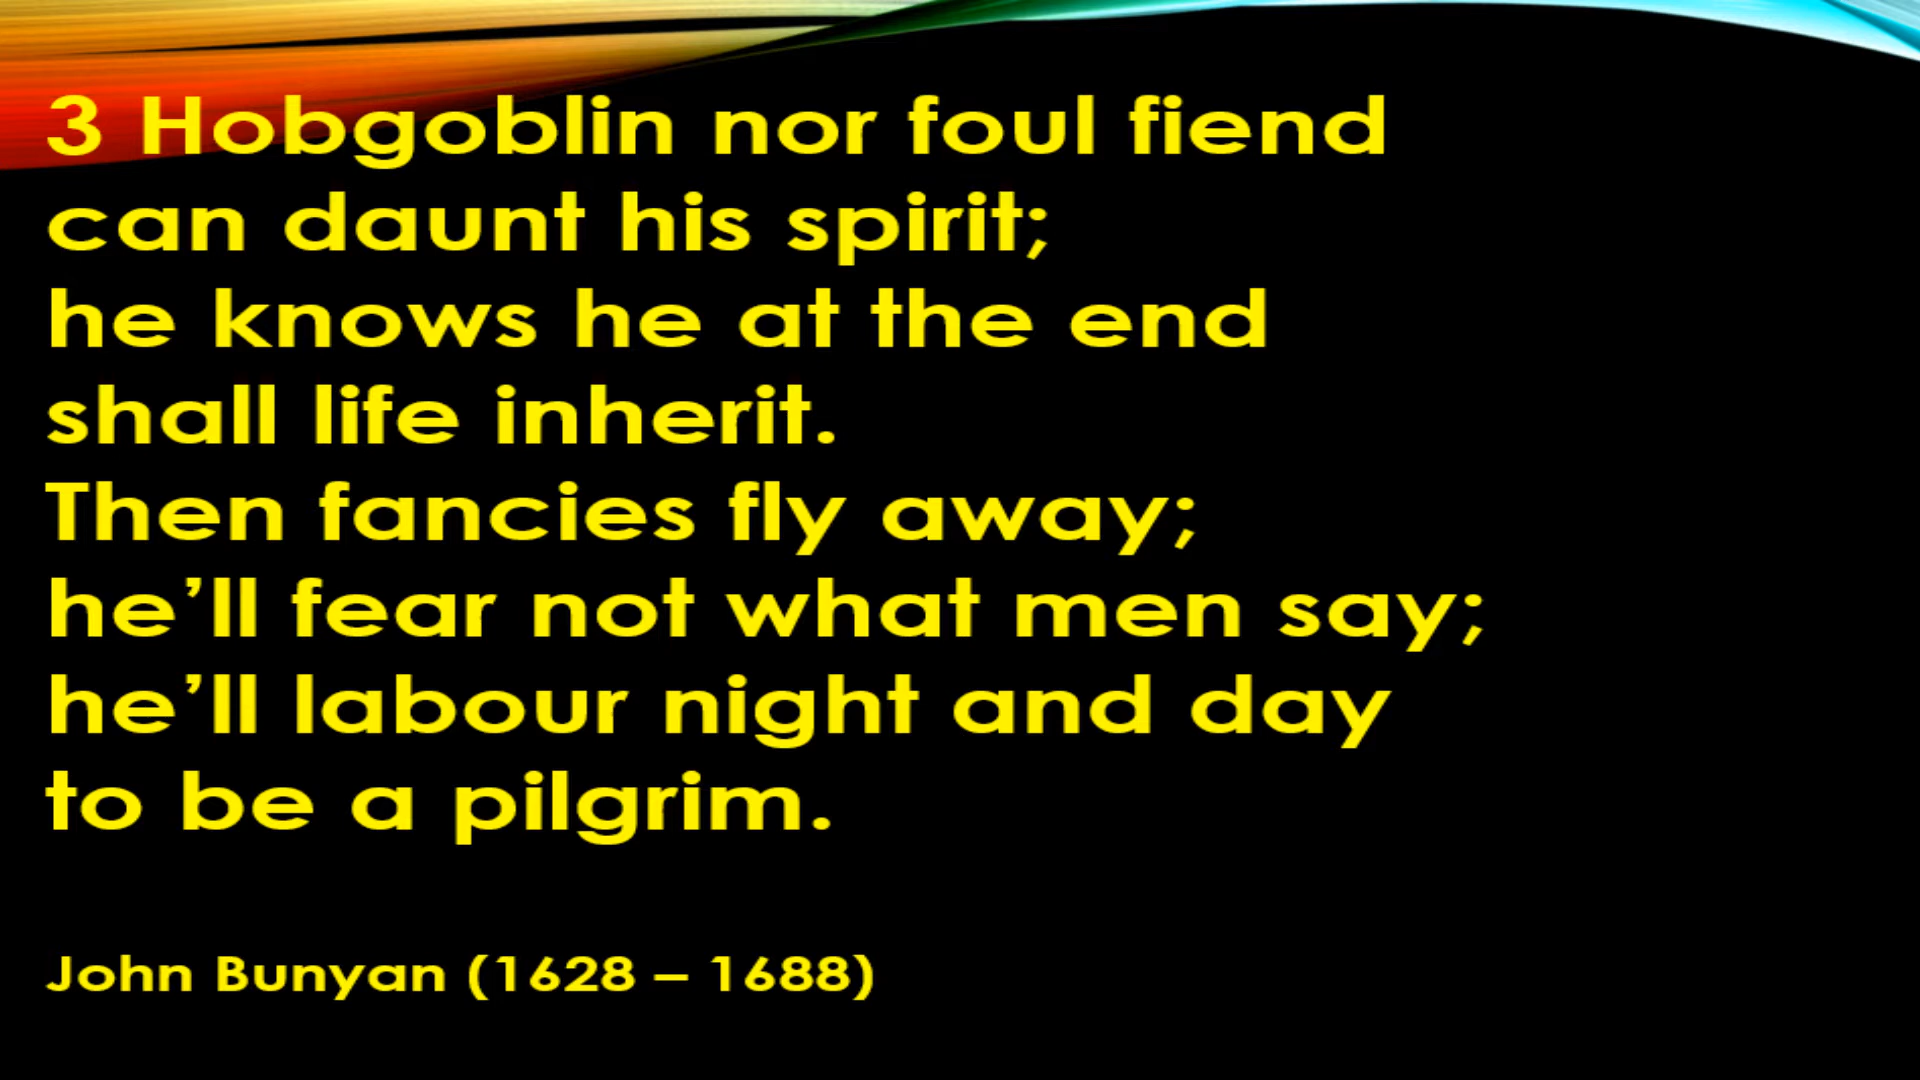 3 Hobgoblin nor foul fiend
can daunt his spirit;
he knows he at the end
shall life inherit.
Then fancies fly away;
he’ll fear not what men say;
he’ll labour night and day
to be a pilgrim.
John Bunyan (1628 – 1688)